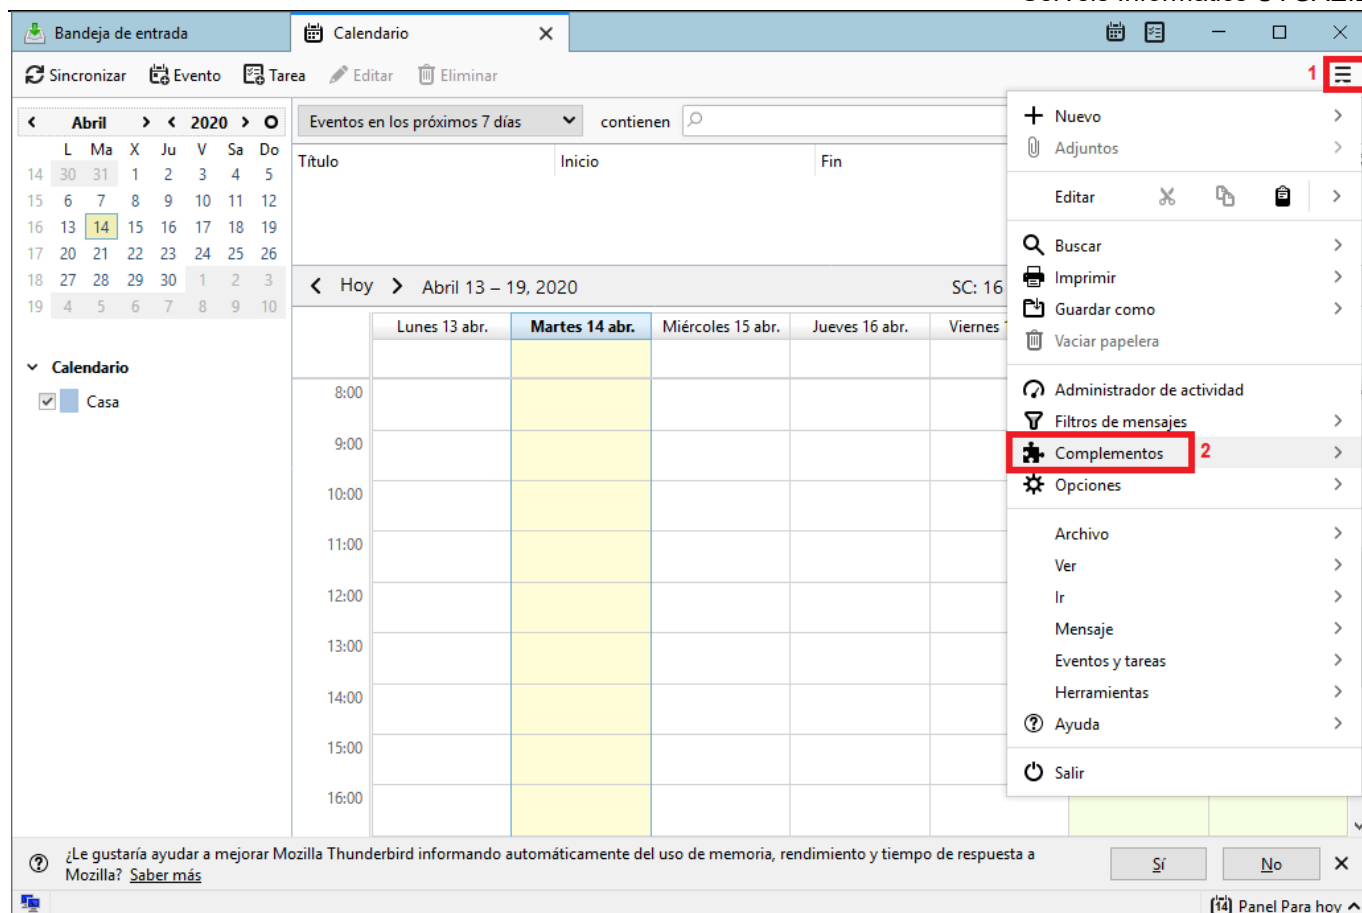 Bandeja de entrada
Calendario
Sincronizar Evento Tarea Editar Eliminar
1
Abril 2020
L Ma X Ju V Sa Do
14 30 31 1 2 3 4 5
15 6 7 8 9 10 11 12
16 13 14 15 16 17 18 19
17 20 21 22 23 24 25 26
18 27 28 29 30 1 2 3
19 4 5 6 7 8 9 10
Calendario
Casa
Eventos en los próximos 7 días contienen
Título Inicio Fin
Hoy Abril 13 – 19, 2020 SC: 16
Lunes 13 abr. Martes 14 abr. Miércoles 15 abr. Jueves 16 abr. Viernes
8:00
9:00
10:00
11:00
12:00
13:00
14:00
15:00
16:00
Nuevo
Adjuntos
Editar
Buscar
Imprimir
Guardar como
Vaciar papelera
Administrador de actividad
Filtros de mensajes
Complementos 2
Opciones
Archivo
Ver
Ir
Mensaje
Eventos y tareas
Herramientas
Ayuda
Salir
¿Le gustaría ayudar a mejorar Mozilla Thunderbird informando automáticamente del uso de memoria, rendimiento y tiempo de respuesta a
Mozilla? Saber más
Sí No
14 Panel Para hoy